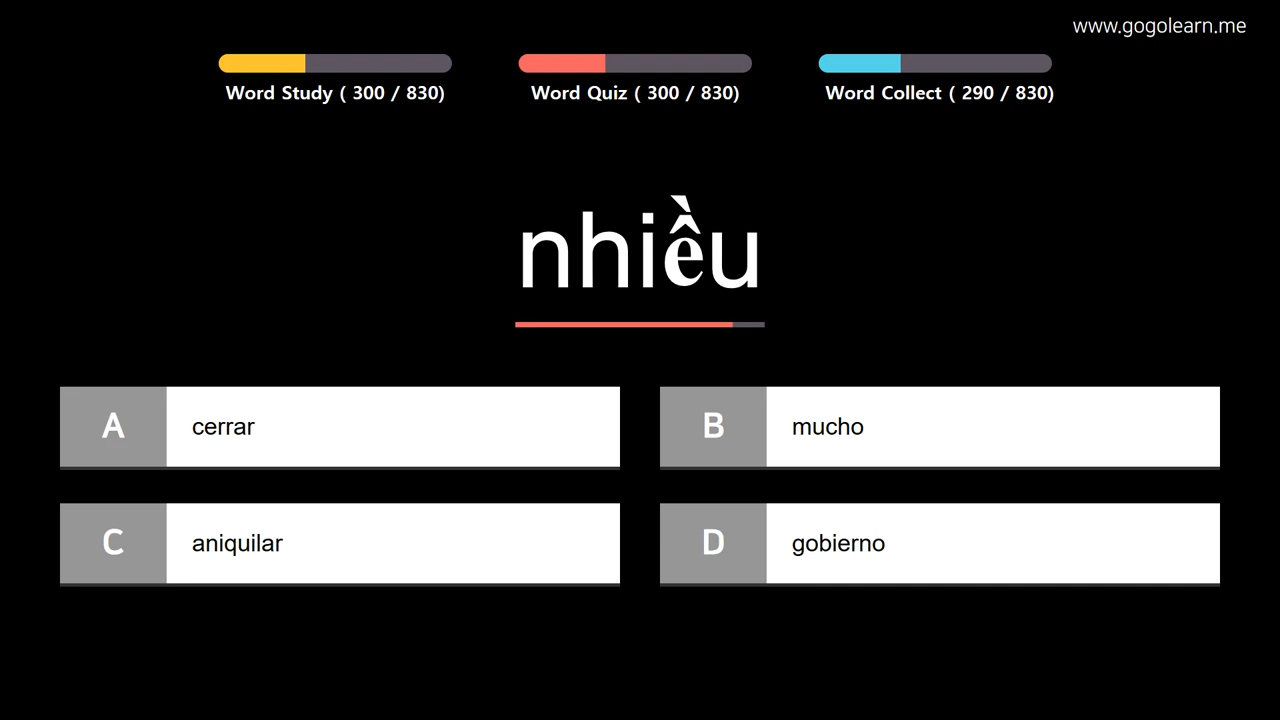 www.gogolearn.me
Word Study ( 300 / 830)
Word Quiz ( 300 / 830)
Word Collect ( 290 / 830)
nhiều
A cerrar
B mucho
C aniquilar
D gobierno